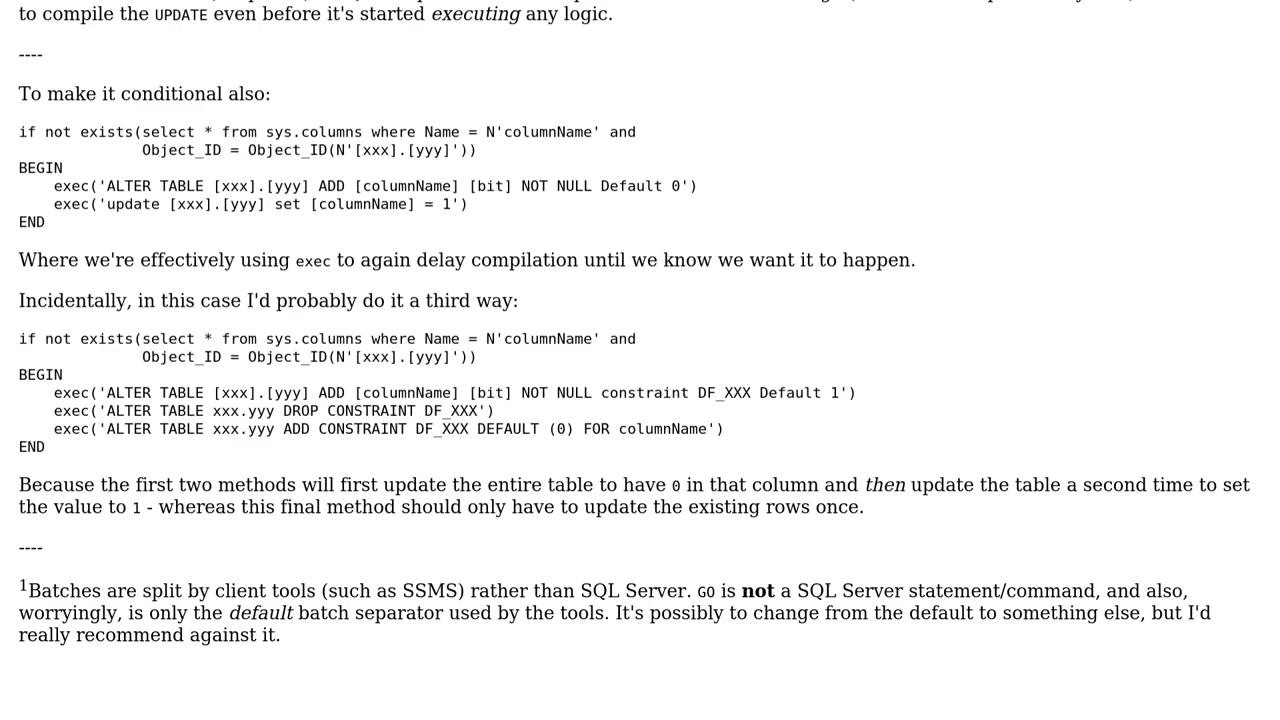 to compile the UPDATE even before it's started executing any logic.
----
To make it conditional also:
if not exists(select * from sys.columns where Name = N'columnName' and
              Object_ID = Object_ID(N'[xxx].[yyy]'))
BEGIN
    exec('ALTER TABLE [xxx].[yyy] ADD [columnName] [bit] NOT NULL Default 0')
    exec('update [xxx].[yyy] set [columnName] = 1')
END
Where we're effectively using exec to again delay compilation until we know we want it to happen.
Incidentally, in this case I'd probably do it a third way:
if not exists(select * from sys.columns where Name = N'columnName' and
              Object_ID = Object_ID(N'[xxx].[yyy]'))
BEGIN
    exec('ALTER TABLE [xxx].[yyy] ADD [columnName] [bit] NOT NULL constraint DF_XXX Default 1')
    exec('ALTER TABLE xxx.yyy DROP CONSTRAINT DF_XXX')
    exec('ALTER TABLE xxx.yyy ADD CONSTRAINT DF_XXX DEFAULT (0) FOR columnName')
END
Because the first two methods will first update the entire table to have 0 in that column and then update the table a second time to set
the value to 1 - whereas this final method should only have to update the existing rows once.
----
1Batches are split by client tools (such as SSMS) rather than SQL Server. GO is not a SQL Server statement/command, and also,
worryingly, is only the default batch separator used by the tools. It's possibly to change from the default to something else, but I'd
really recommend against it.